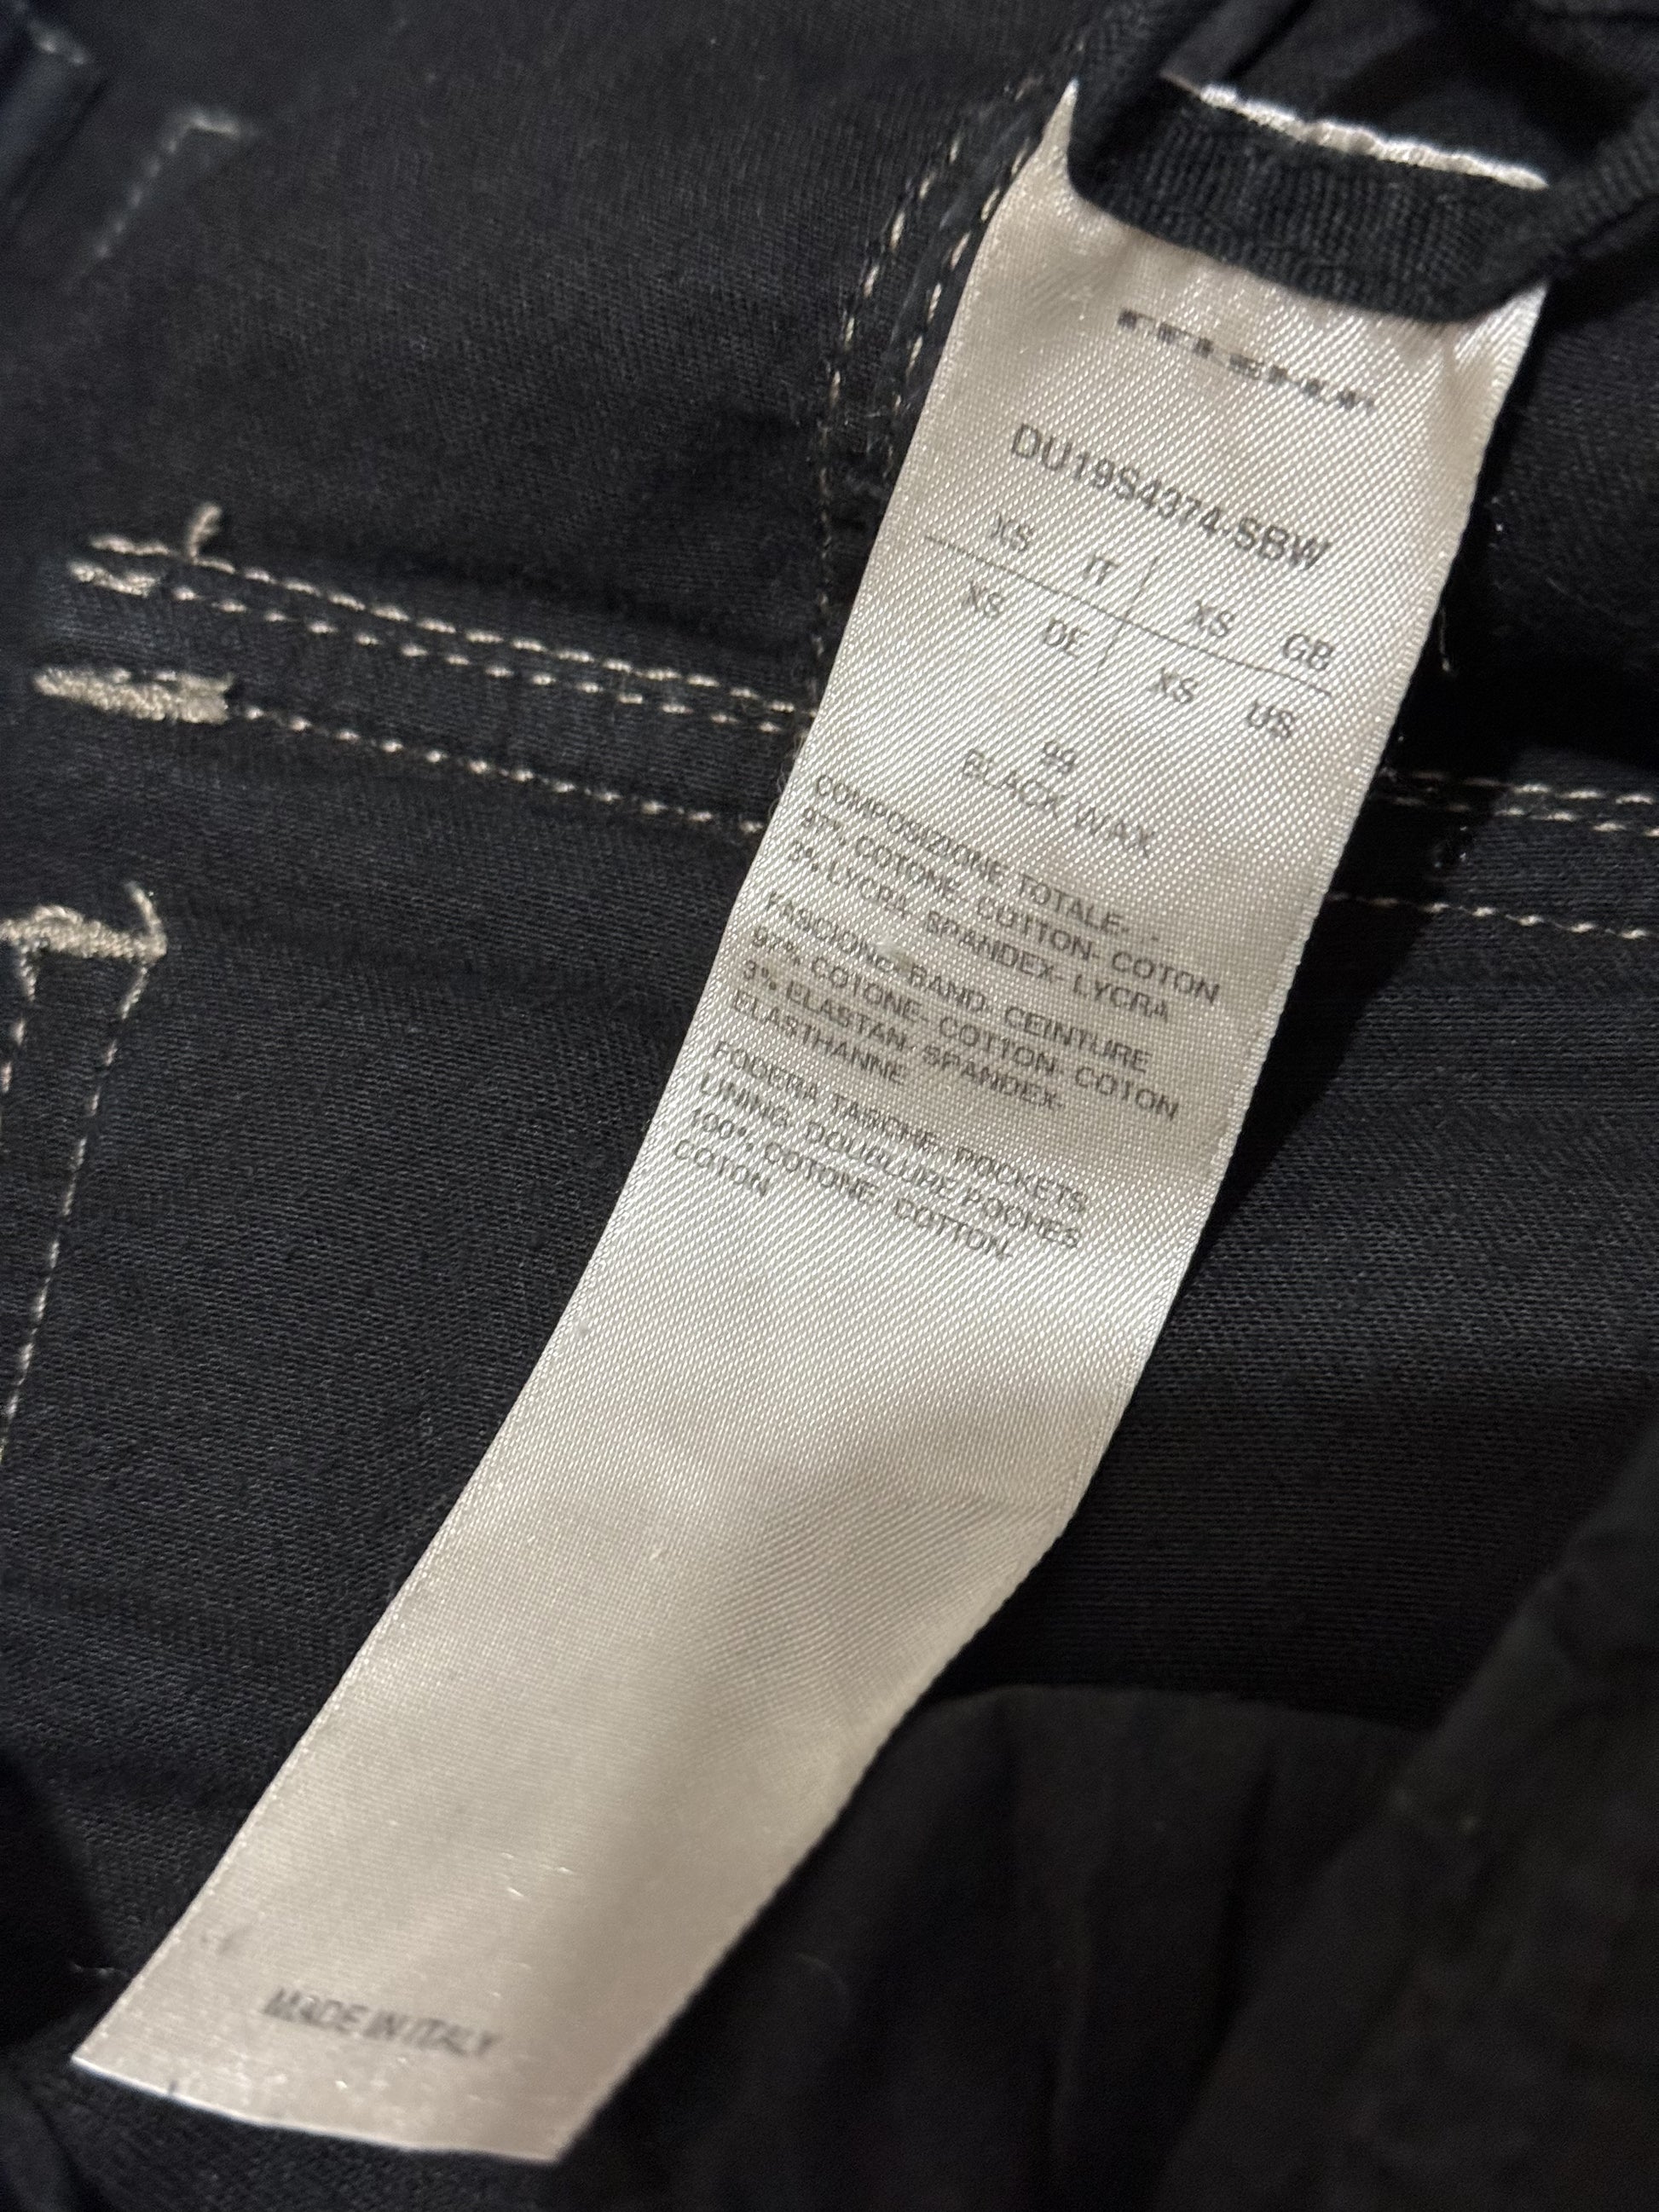 DU19S4374-SBW
XS IT XS GB
XS DE XS US
99
BLACK WAX
COMPOSIZIONE TOTALE- -
97% COTONE- COTTON- COTON
3% LYCRA- SPANDEX- LYCRA
FASCIONE- BAND- CEINTURE
97% COTONE- COTTON- COTON
3% ELASTAN- SPANDEX-
ELASTHANNE
FODERA TASCHE- POCKETS
LINING- DOUBLURE POCHES
100% COTONE- COTTON-
COTON
MADE IN ITALY